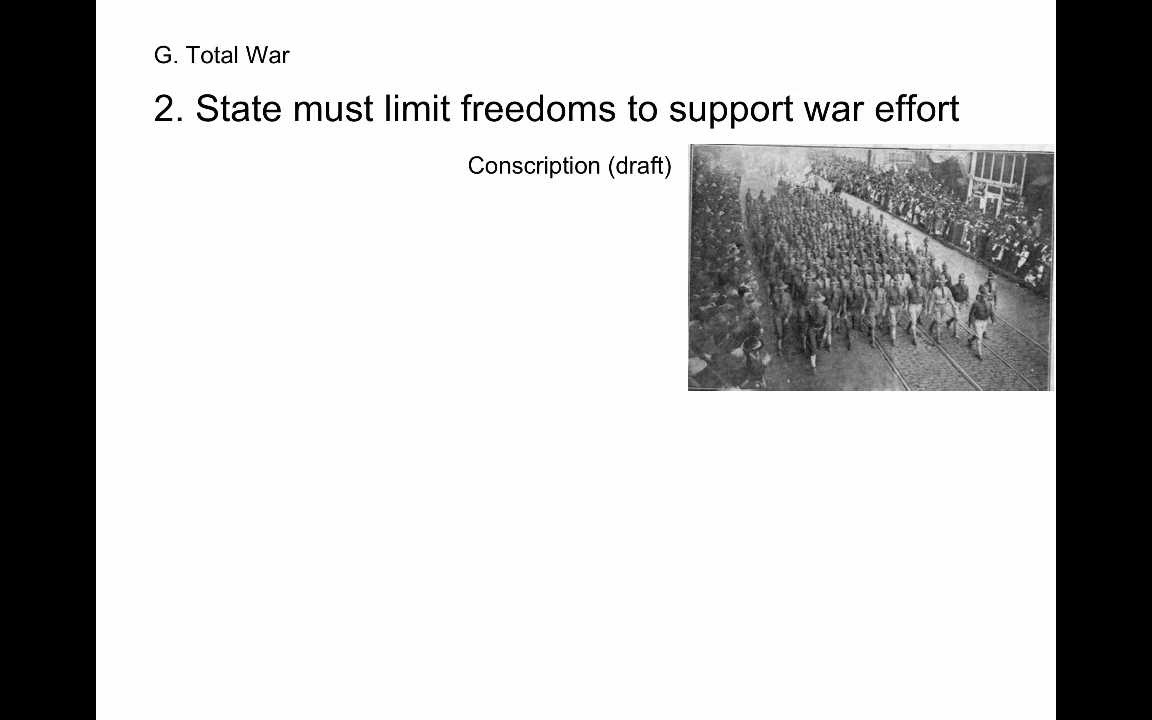 G. Total War
2. State must limit freedoms to support war effort
Conscription (draft)